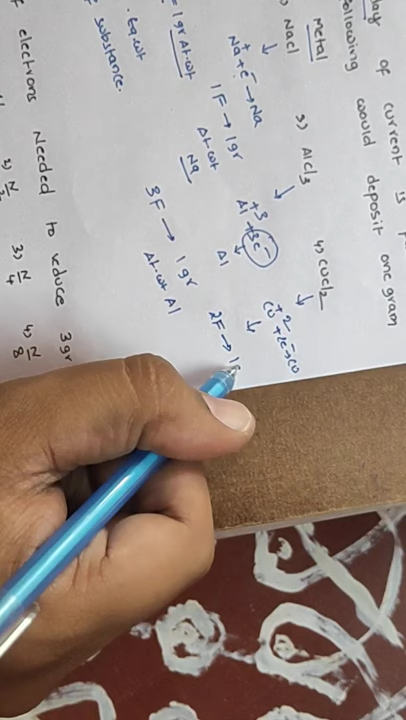 day of current is
following would deposit one gram
metal
NaCl 3) AlCl3 4) CuCl2
Na+ + e- → Na
Al+3 + 3e-
↓
Al
Cu+2 + 2e- → Cu
1F → 1gr
At.wt
Na
3F → 1gr
At.wt Al
2F → 1
= 1gr At.wt
. Eq.wt
substance.
electrons Needed to reduce 3gr
3) N/4 4) N/8